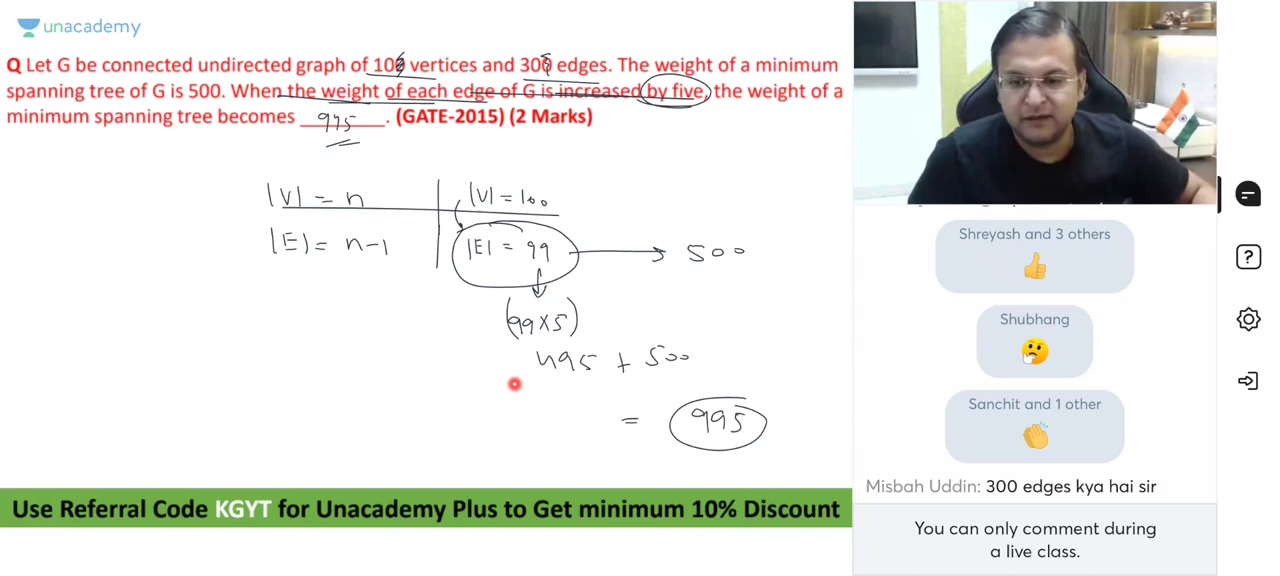 unacademy
Q Let G be connected undirected graph of 100 vertices and 300 edges. The weight of a minimum
spanning tree of G is 500. When the weight of each edge of G is increased by five, the weight of a
minimum spanning tree becomes 995. (GATE-2015) (2 Marks)
|V| = n
|V| = 100
|E| = n-1
|E| = 99
500
(99×5)
495 + 500
= 995
Use Referral Code KGYT for Unacademy Plus to Get minimum 10% Discount
Shreyash and 3 others
Shubhang
Sanchit and 1 other
Misbah Uddin: 300 edges kya hai sir
You can only comment during
a live class.
?